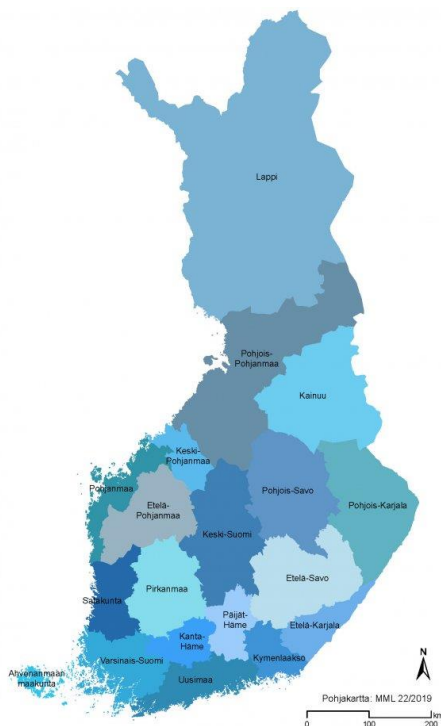 Lappi
Pohjois-
Pohjanmaa
Kainuu
Keski-
Pohjanmaa
Pohjanmaa
Etelä-
Pohjanmaa
Pohjois-Savo
Pohjois-Karjala
Keski-Suomi
Etelä-Savo
Pirkanmaa
Satakunta
Päijät-
Häme
Etelä-Karjala
Kanta-
Häme
Kymenlaakso
Varsinais-Suomi
Ahvenanmaan
maakunta
Uusimaa
N
Pohjakartta: MML 22/2019
0 100 200 km